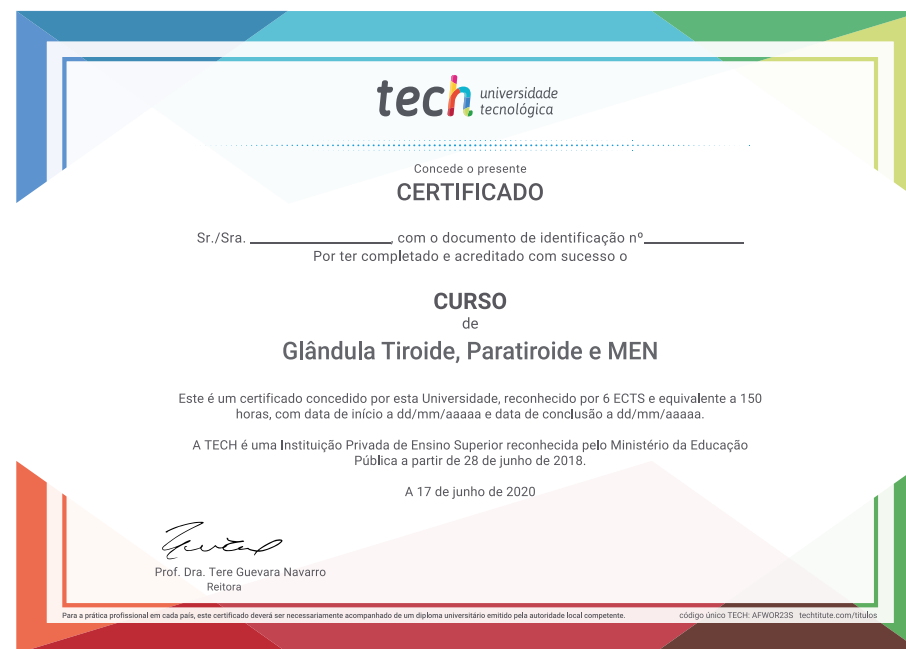 tech universidade
tecnológica
Concede o presente
CERTIFICADO
Sr./Sra. ____________________, com o documento de identificação nº______________
Por ter completado e acreditado com sucesso o
CURSO
de
Glândula Tiroide, Paratiroide e MEN
Este é um certificado concedido por esta Universidade, reconhecido por 6 ECTS e equivalente a 150
horas, com data de início a dd/mm/aaaaa e data de conclusão a dd/mm/aaaaa.
A TECH é uma Instituição Privada de Ensino Superior reconhecida pelo Ministério da Educação
Pública a partir de 28 de junho de 2018.
A 17 de junho de 2020
Prof. Dra. Tere Guevara Navarro
Reitora
Para a prática profissional em cada país, este certificado deverá ser necessariamente acompanhado de um diploma universitário emitido pela autoridade local competente.
código único TECH: AFWOR23S techtitute.com/titulos